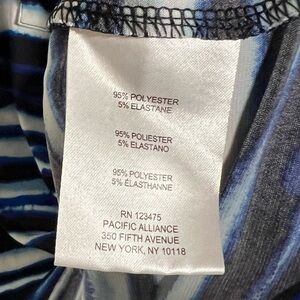 95% POLYESTER
5% ELASTANE
95% POLIESTER
5% ELASTANO
95% POLYESTER
5% ELASTHANNE
RN 123475
PACIFIC ALLIANCE
350 FIFTH AVENUE
NEW YORK, NY 10118